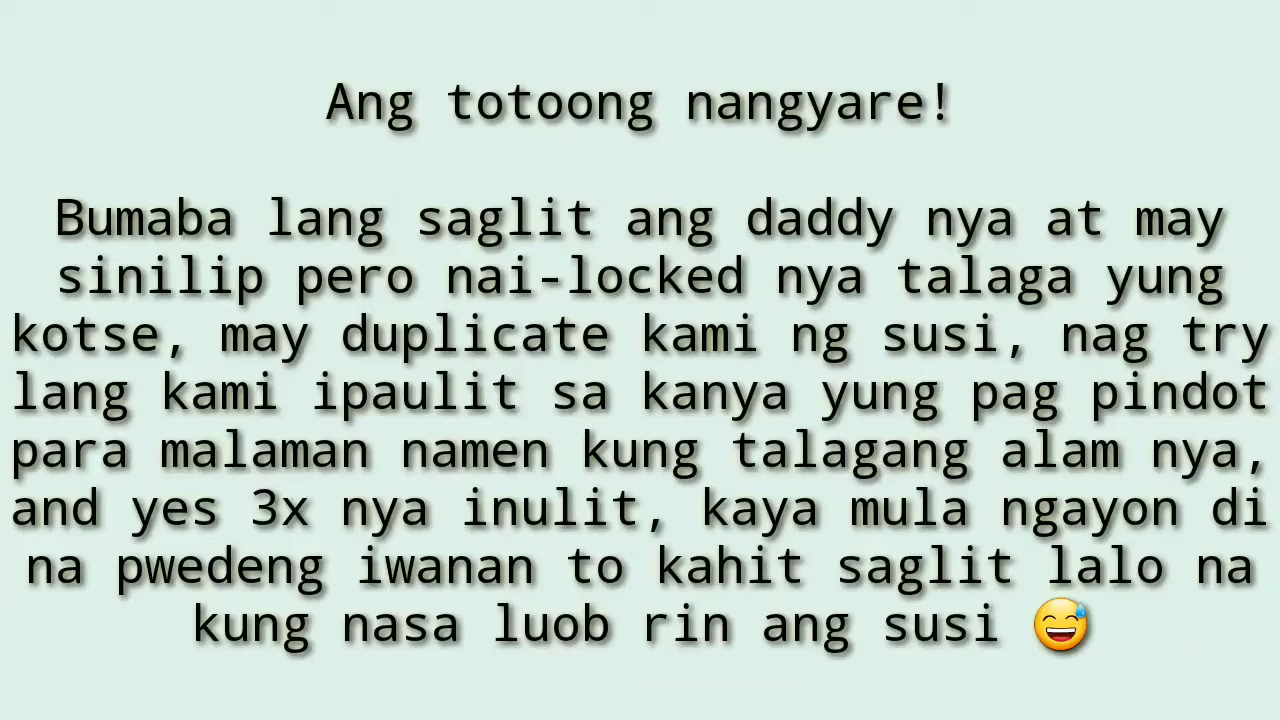 Ang totoong nangyare!
Bumaba lang saglit ang daddy nya at may
sinilip pero nai-locked nya talaga yung
kotse, may duplicate kami ng susi, nag try
lang kami ipaulit sa kanya yung pag pindot
para malaman namen kung talagang alam nya,
and yes 3x nya inulit, kaya mula ngayon di
na pwedeng iwanan to kahit saglit lalo na
kung nasa luob rin ang susi 😅